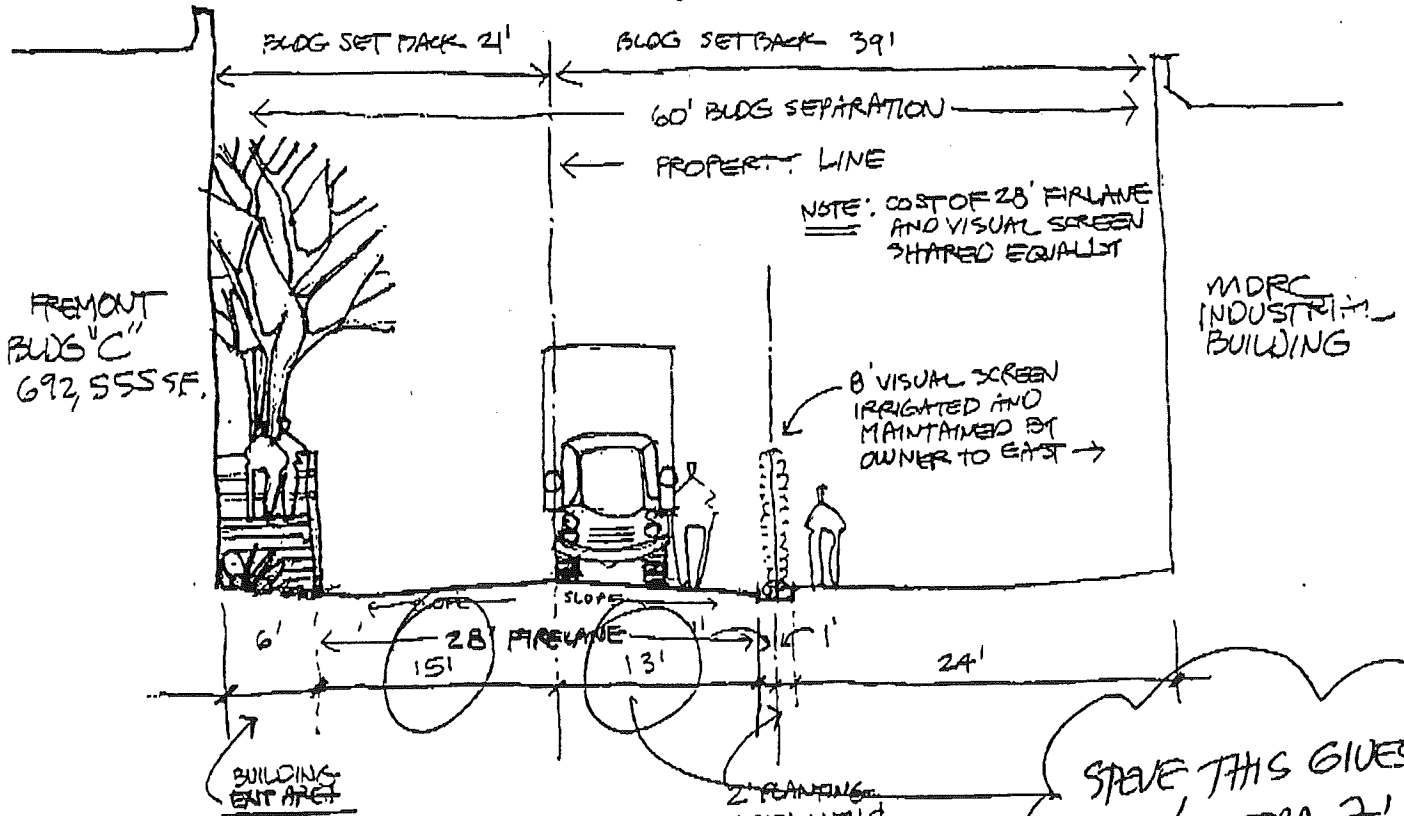 BLDG SET BACK 21'
BLDG SETBACK 39'
60' BLDG SEPARATION
PROPERTY LINE
NOTE: COST OF 28' FIRLANE
AND VISUAL SCREEN
SHARED EQUALLY
FREMONT
BLDG "C"
692,555 SF.
MDRC
INDUSTRIAL
BUILDING
8' VISUAL SCREEN
IRRIGATED AND
MAINTAINED BY
OWNER TO EAST
SLOPE
SLOPE
6'
28' FIRELANE
1'
1'
15'
13'
24'
BUILDING
EXIT AREA
2' PLANTING
STEVE, THIS GIVES
7'